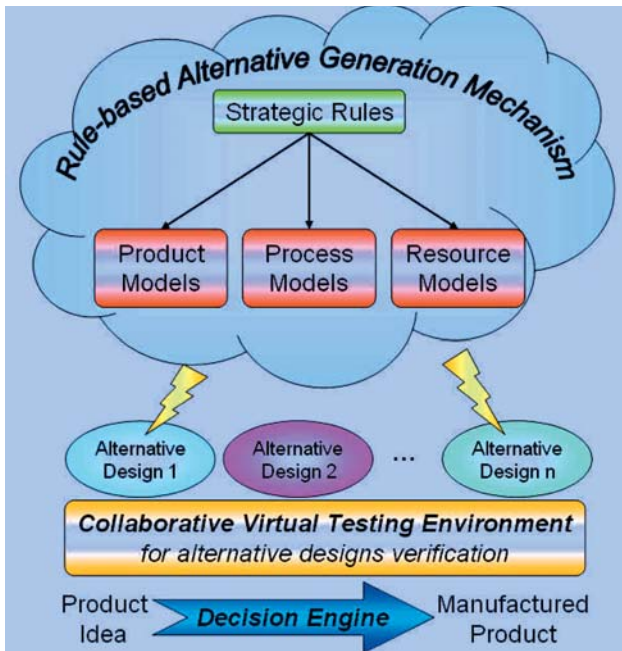 Rule-based Alternative Generation Mechanism
Strategic Rules
Product
Models
Process
Models
Resource
Models
Alternative
Design 1
Alternative
Design 2
...
Alternative
Design n
Collaborative Virtual Testing Environment
for alternative designs verification
Product
Idea
Decision Engine
Manufactured
Product